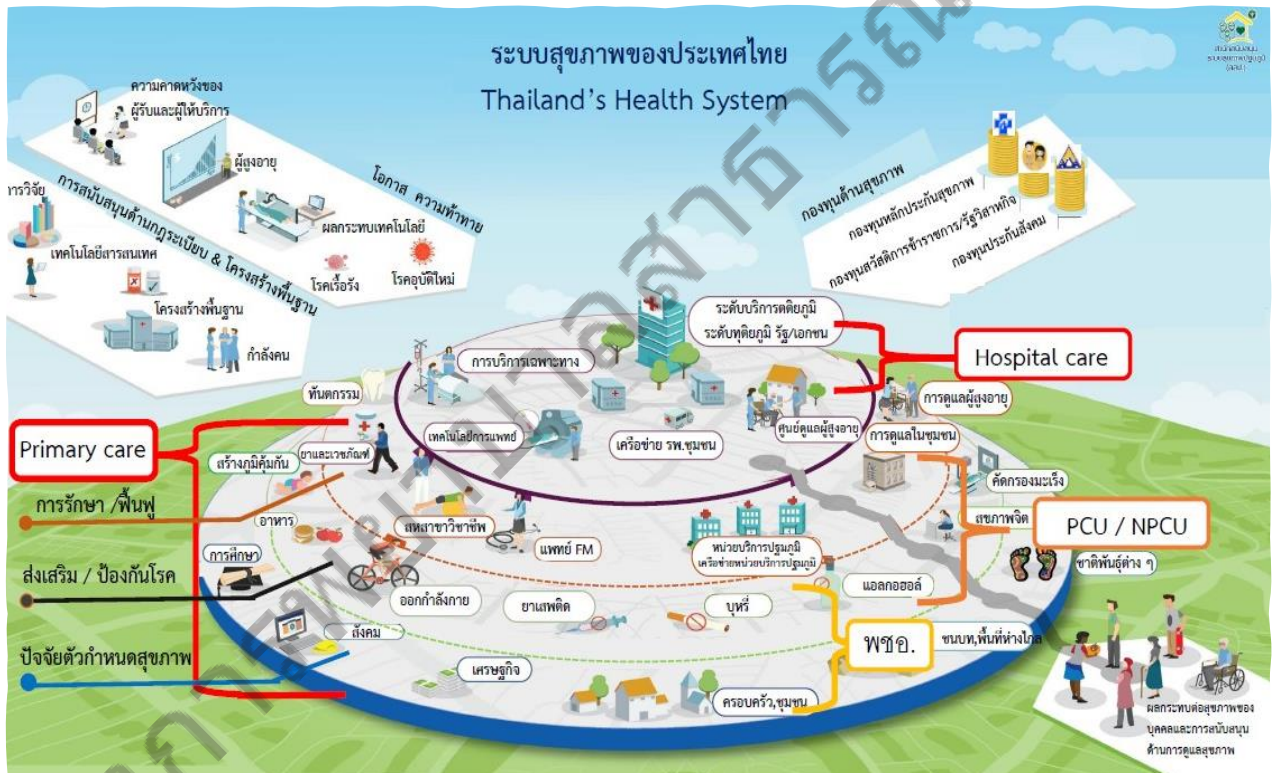 ระบบสุขภาพของประเทศไทย
Thailand's Health System
สำนักสนับสนุน
ระบบสุขภาพปฐมภูมิ
(สสป.)
ความคาดหวังของ
ผู้รับและผู้ให้บริการ
ผู้สูงอายุ
โอกาส ความท้าทาย
ผลกระทบเทคโนโลยี
โรคเรื้อรัง
โรคอุบัติใหม่
การวิจัย
การสนับสนุนด้านกฎระเบียบ & โครงสร้างพื้นฐาน
เทคโนโลยีสารสนเทศ
โครงสร้างพื้นฐาน
กำลังคน
กองทุนด้านสุขภาพ
กองทุนหลักประกันสุขภาพ
กองทุนสวัสดิการข้าราชการ/รัฐวิสาหกิจ
กองทุนประกันสังคม
ระดับบริการตติยภูมิ
ระดับทุติยภูมิ รัฐ/เอกชน
Hospital care
การบริการเฉพาะทาง
เทคโนโลยีการแพทย์
เครือข่าย รพ.ชุมชน
ศูนย์ดูแลผู้สูงอายุ
การดูแลผู้สูงอายุ
การดูแลในชุมชน
คัดกรองมะเร็ง
สุขภาพจิต
PCU / NPCU
ชาติพันธุ์ต่าง ๆ
ทันตกรรม
Primary care
ยาและเวชภัณฑ์
สร้างภูมิคุ้มกัน
การรักษา /ฟื้นฟู
อาหาร
สหสาขาวิชาชีพ
แพทย์ FM
หน่วยบริการปฐมภูมิ
เครือข่ายหน่วยบริการปฐมภูมิ
การศึกษา
ส่งเสริม / ป้องกันโรค
ออกกำลังกาย
ยาเสพติด
บุหรี่
แอลกอฮอล์
สังคม
ปัจจัยตัวกำหนดสุขภาพ
เศรษฐกิจ
ครอบครัว,ชุมชน
พชอ.
ชนบท,พื้นที่ห่างไกล
ผลกระทบต่อสุขภาพของ
บุคคลและการสนับสนุน
ด้านการดูแลสุขภาพ